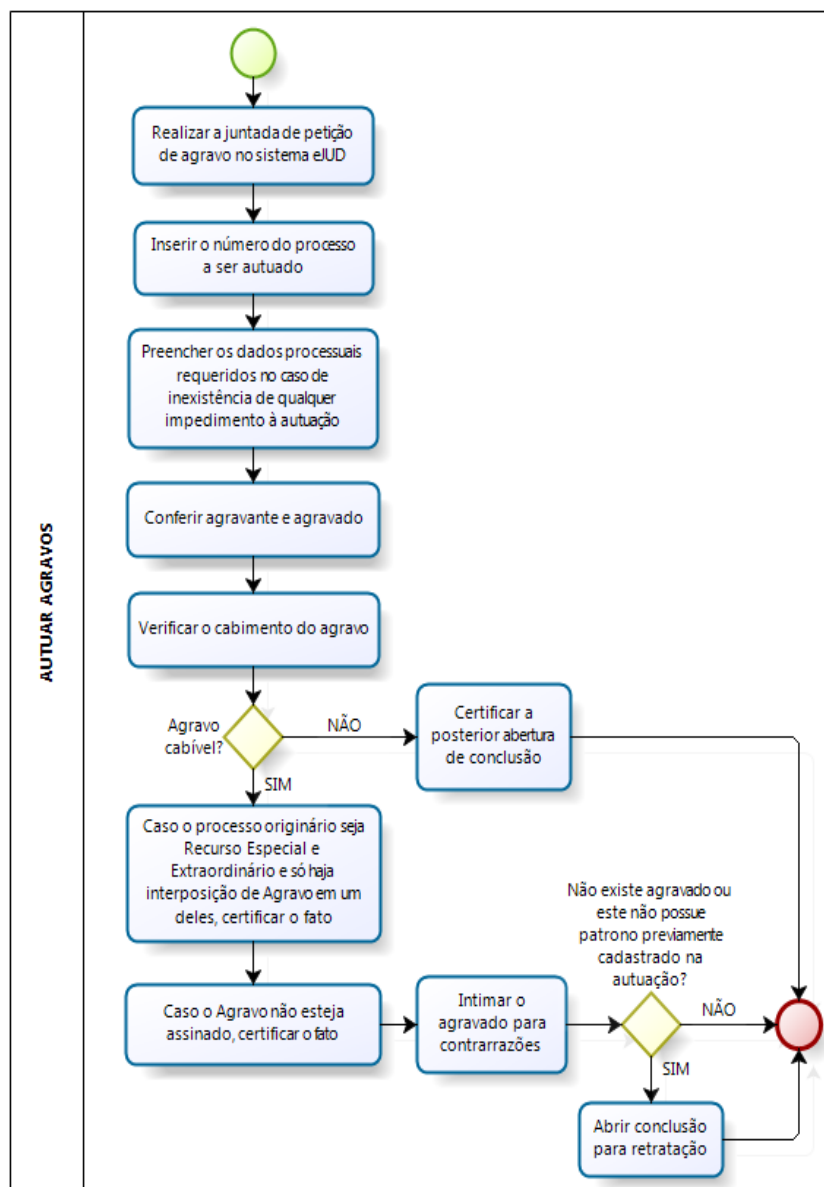 AUTUAR AGRAVOS
Realizar a juntada de petição
de agravo no sistema eJUD
Inserir o número do processo
a ser autuado
Preencher os dados processuais
requeridos no caso de
inexistência de qualquer
impedimento à autuação
Conferir agravante e agravado
Verificar o cabimento do agravo
Agravo
cabível?
NÃO
Certificar a
posterior abertura
de conclusão
SIM
Caso o processo originário seja
Recurso Especial e
Extraordinário e só haja
interposição de Agravo em um
deles, certificar o fato
Caso o Agravo não esteja
assinado, certificar o fato
Intimar o
agravado para
contrarrazões
Não existe agravado ou
este não possue
patrono previamente
cadastrado na
autuação?
NÃO
SIM
Abrir conclusão
para retratação